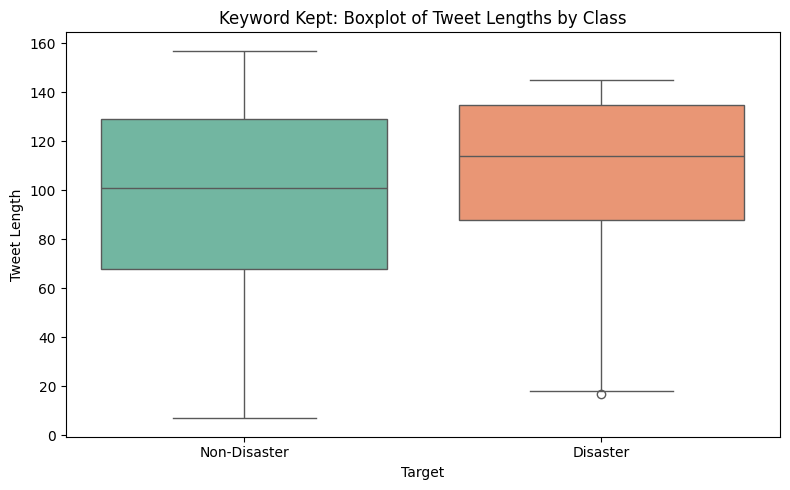 Keyword Kept: Boxplot of Tweet Lengths by Class
Tweet Length
160
140
120
100
80
60
40
20
0
Non-Disaster Disaster
Target